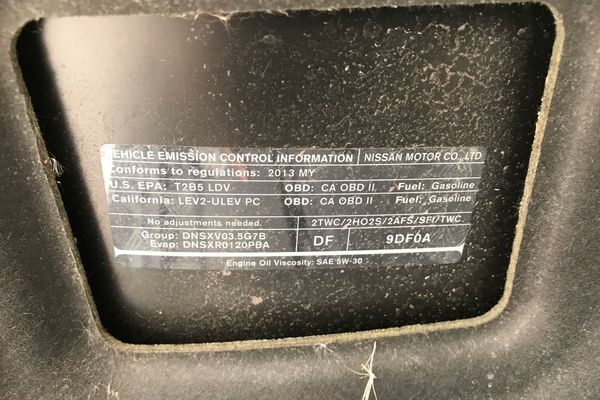 VEHICLE EMISSION CONTROL INFORMATION NISSAN MOTOR CO., LTD
Conforms to regulations: 2013 MY
U.S. EPA: T2B5 LDV OBD: CA OBD II Fuel: Gasoline
California: LEV2-ULEV PC OBD: CA OBD II Fuel: Gasoline
No adjustments needed. 2TWC/2HO2S/2AFS/SFI/TWC
Group: DNSXV03.5G7B DF 9DF0A
Evap: DNSXR0120PBA
Engine Oil Viscosity: SAE 5W-30